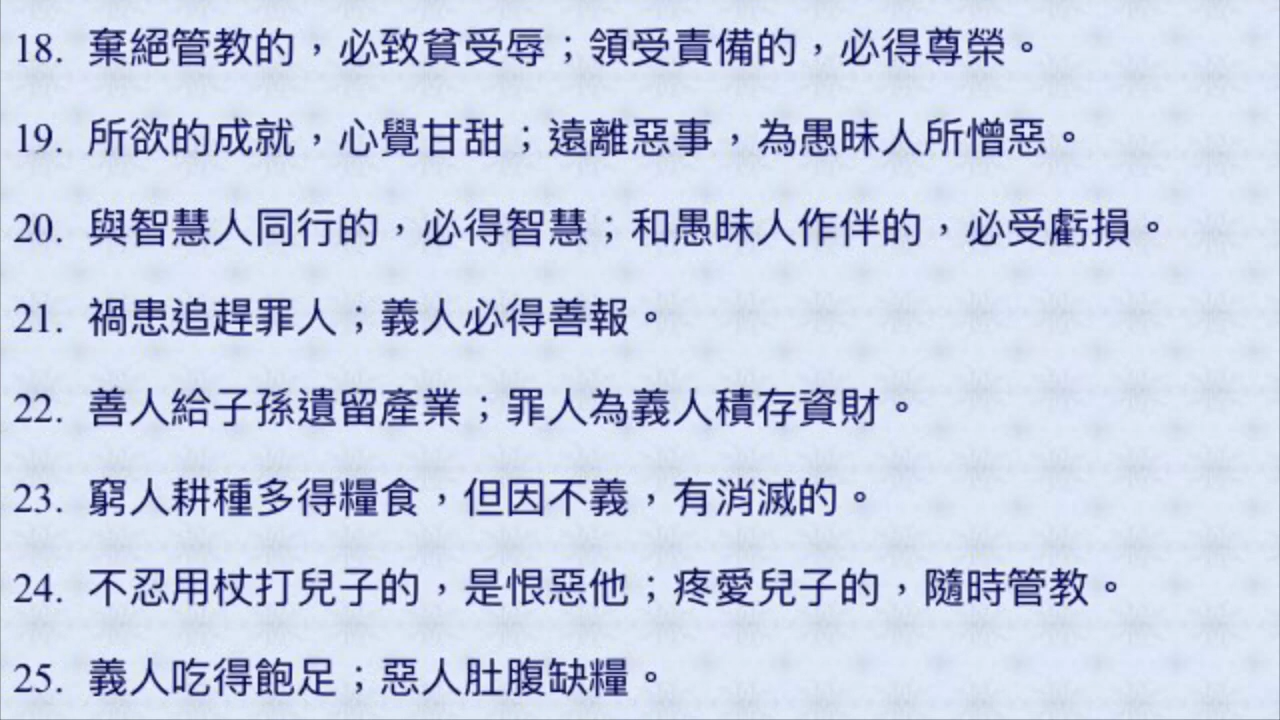 18. 棄絕管教的，必致貧受辱；領受責備的，必得尊榮。
19. 所欲的成就，心覺甘甜；遠離惡事，為愚昧人所憎惡。
20. 與智慧人同行的，必得智慧；和愚昧人作伴的，必受虧損。
21. 禍患追趕罪人；義人必得善報。
22. 善人給子孫遺留產業；罪人為義人積存資財。
23. 窮人耕種多得糧食，但因不義，有消滅的。
24. 不忍用杖打兒子的，是恨惡他；疼愛兒子的，隨時管教。
25. 義人吃得飽足；惡人肚腹缺糧。